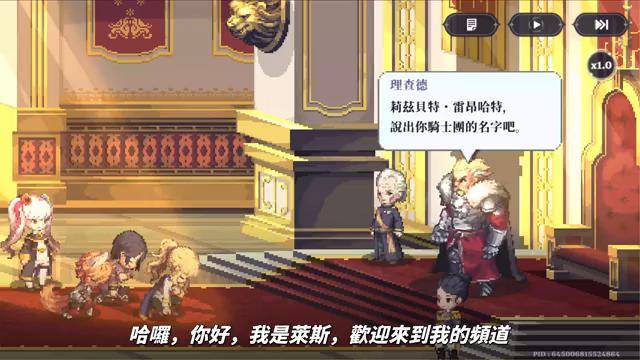 x1.0
理查德
莉茲貝特・雷昂哈特，
說出你騎士團的名字吧。
哈囉，你好，我是萊斯，歡迎來到我的頻道
PID : 645006815524864